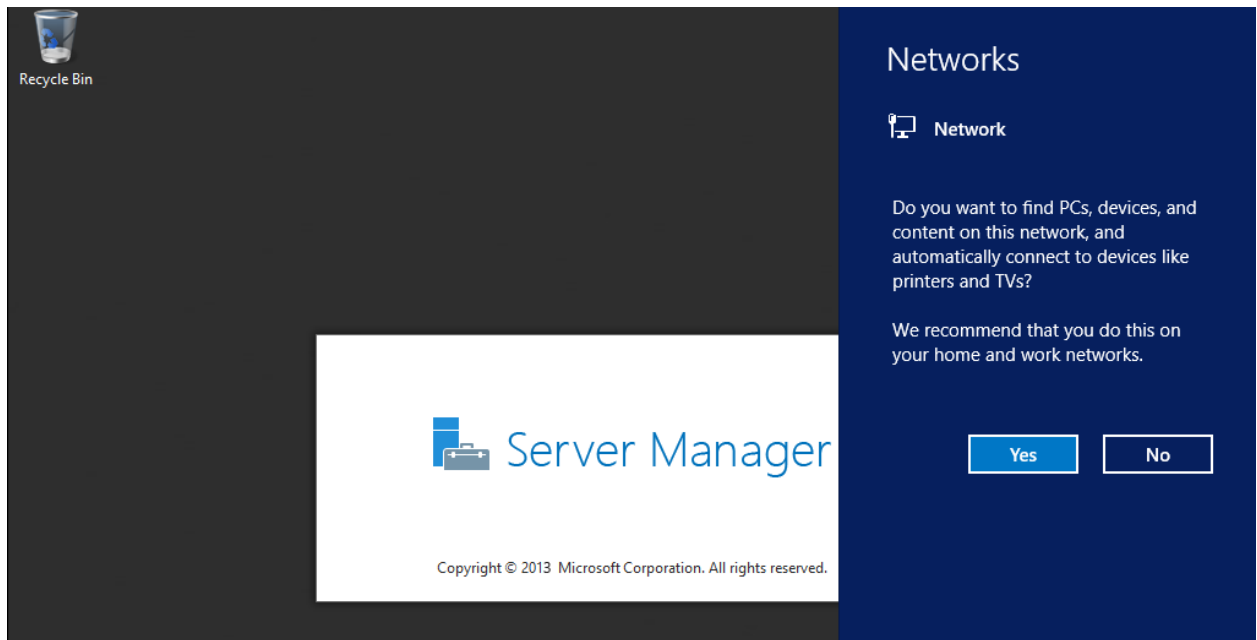 Recycle Bin
Networks
Network
Do you want to find PCs, devices, and
content on this network, and
automatically connect to devices like
printers and TVs?
We recommend that you do this on
your home and work networks.
Yes
No
Server Manager
Copyright © 2013 Microsoft Corporation. All rights reserved.